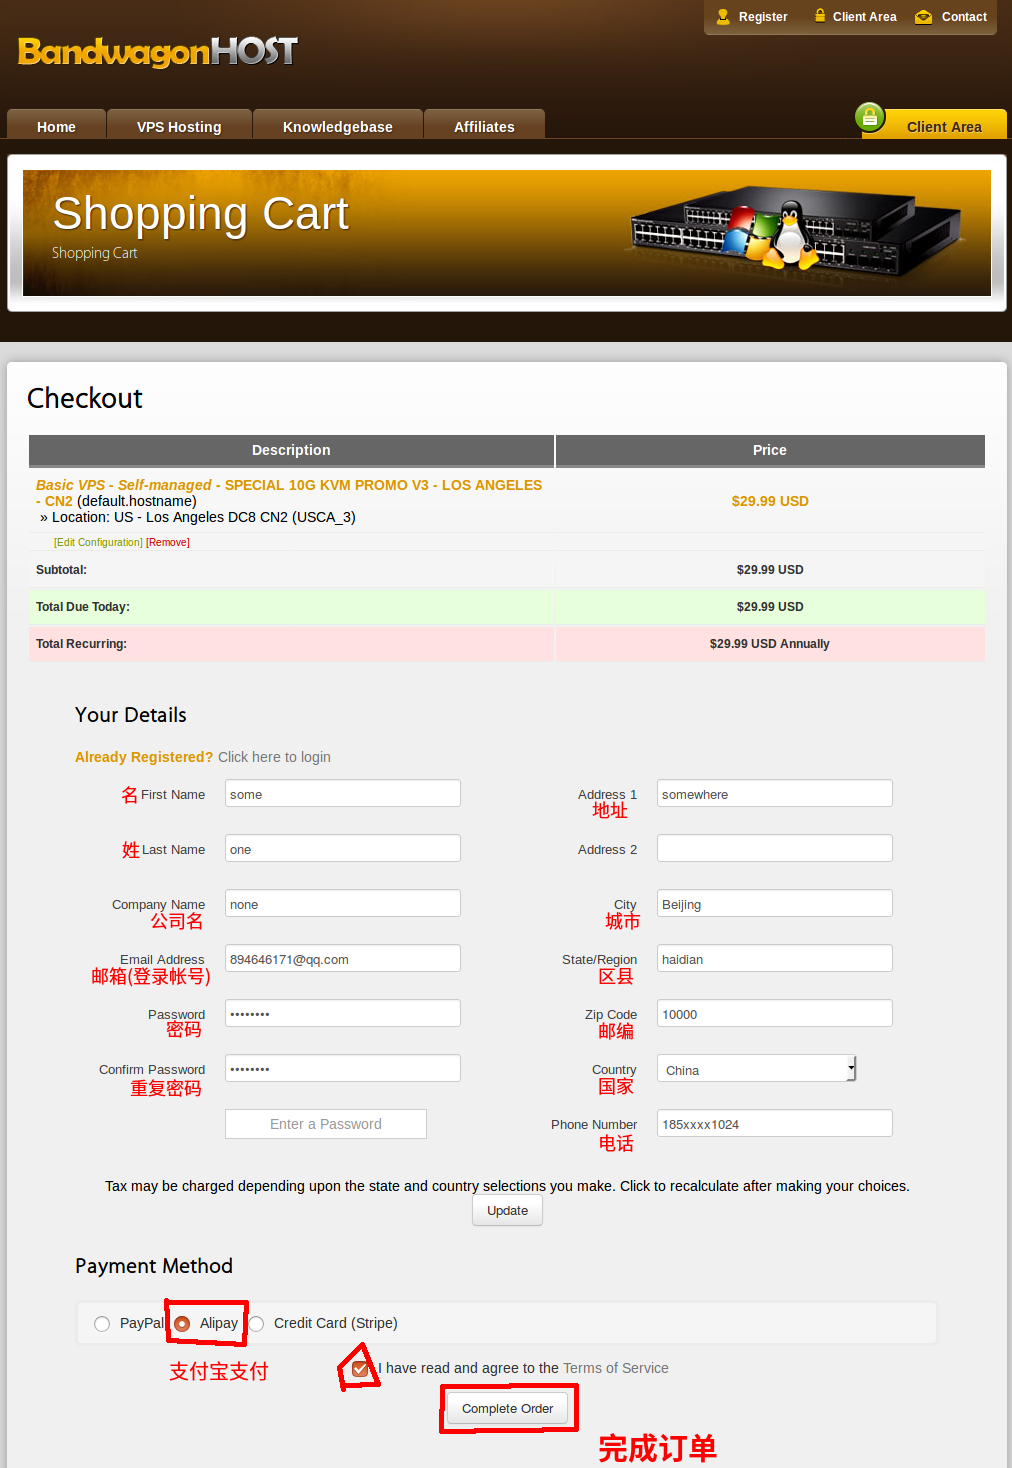 Register Client Area Contact
BandwagonHOST
Home VPS Hosting Knowledgebase Affiliates Client Area
Shopping Cart
Shopping Cart
Checkout
Description Price
Basic VPS - Self-managed - SPECIAL 10G KVM PROMO V3 - LOS ANGELES
- CN2 (default.hostname) $29.99 USD
» Location: US - Los Angeles DC8 CN2 (USCA_3)
[Edit Configuration] [Remove]
Subtotal: $29.99 USD
Total Due Today: $29.99 USD
Total Recurring: $29.99 USD Annually
Your Details
Already Registered? Click here to login
名 First Name some Address 1 somewhere
地址
姓 Last Name one Address 2
Company Name none City Beijing
公司名 城市
Email Address 894646171@qq.com State/Region haidian
邮箱(登录帐号) 区县
Password •••••••• Zip Code 10000
密码 邮编
Confirm Password •••••••• Country China
重复密码 国家
Enter a Password Phone Number 185xxxx1024
电话
Tax may be charged depending upon the state and country selections you make. Click to recalculate after making your choices.
Update
Payment Method
PayPal Alipay Credit Card (Stripe)
支付宝支付 I have read and agree to the Terms of Service
Complete Order
完成订单